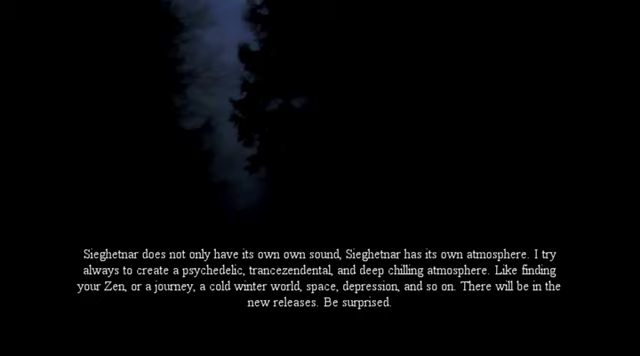 Sieghetnar does not only have its own own sound, Sieghetnar has its own atmosphere. I try
always to create a psychedelic, trancezendental, and deep chilling atmosphere. Like finding
your Zen, or a journey, a cold winter world, space, depression, and so on. There will be in the
new releases. Be surprised.